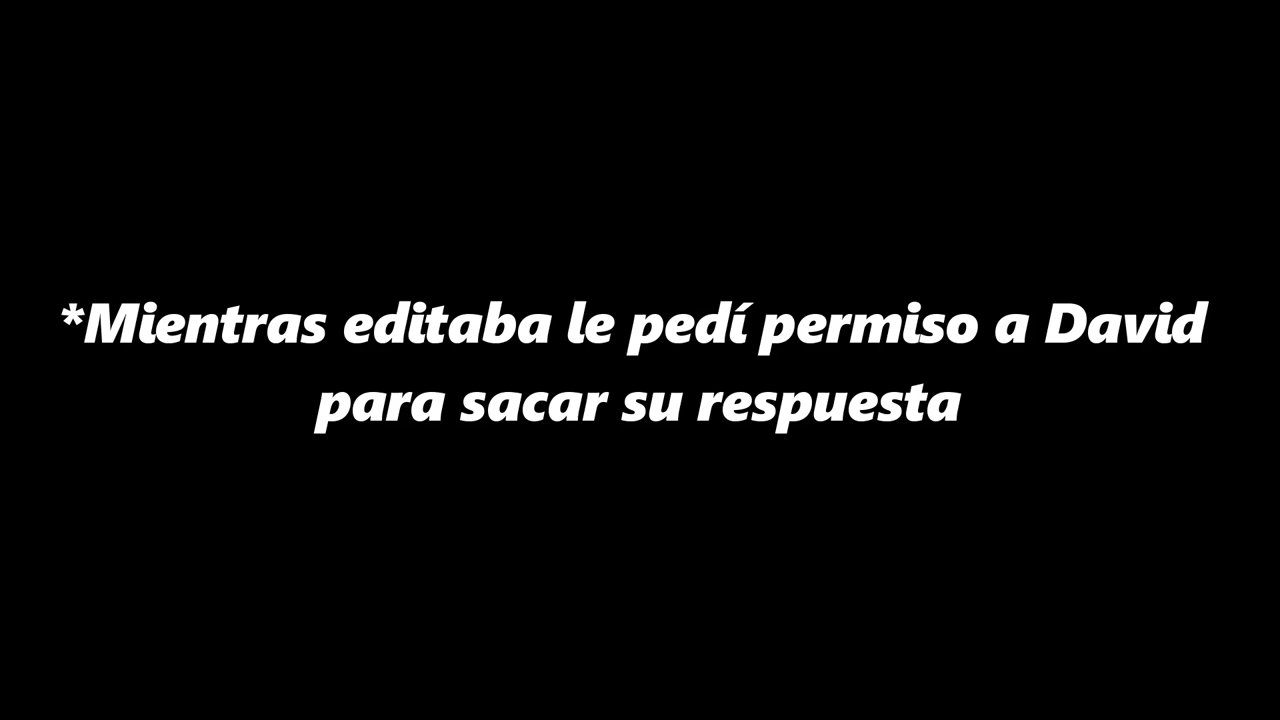 *Mientras editaba le pedí permiso a David
para sacar su respuesta